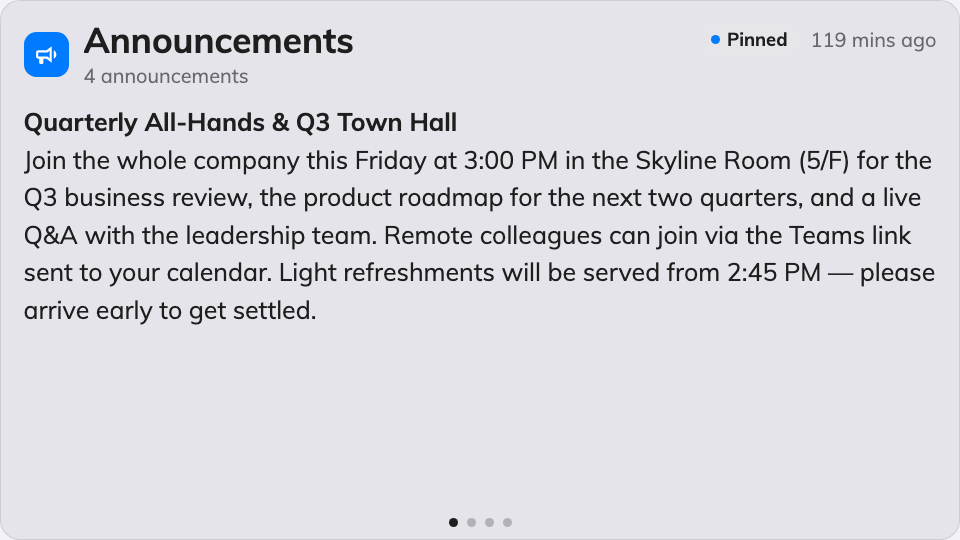 Announcements
4 announcements
Pinned
119 mins ago
Quarterly All-Hands & Q3 Town Hall
Join the whole company this Friday at 3:00 PM in the Skyline Room (5/F) for the
Q3 business review, the product roadmap for the next two quarters, and a live
Q&A with the leadership team. Remote colleagues can join via the Teams link
sent to your calendar. Light refreshments will be served from 2:45 PM — please
arrive early to get settled.